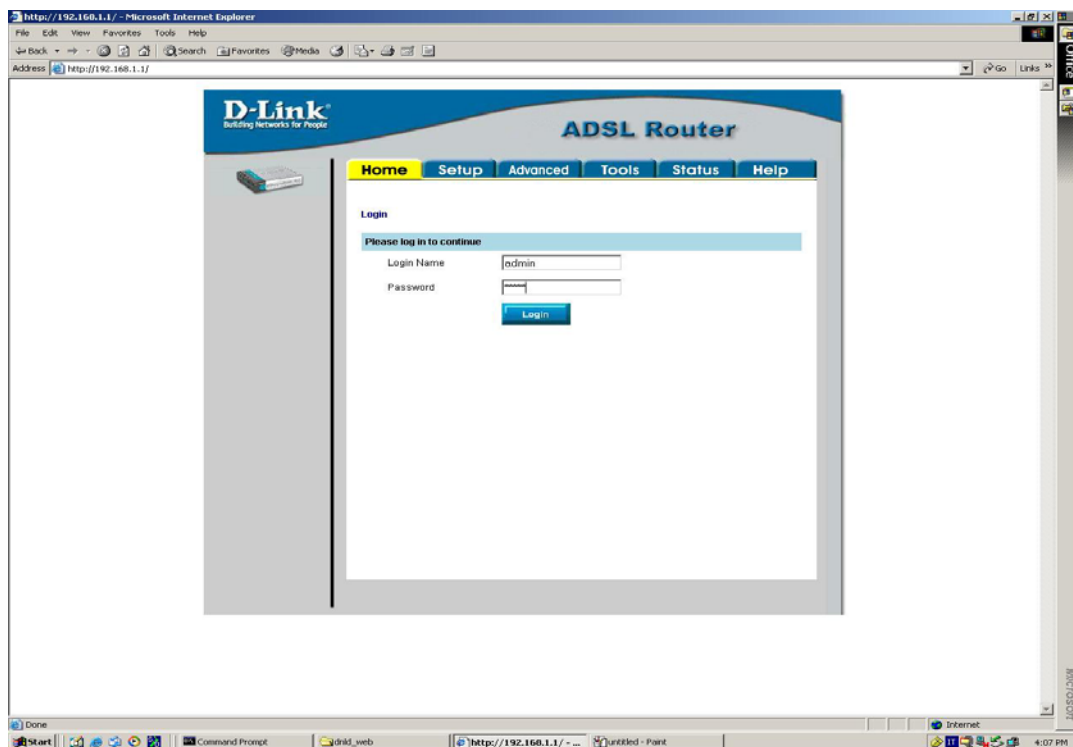 http://192.168.1.1/ - Microsoft Internet Explorer
File Edit View Favorites Tools Help
Back Search Favorites Media
Address http://192.168.1.1/ Go Links »
Office
D-Link
Building Networks for People
ADSL Router
Home Setup Advanced Tools Status Help
Login
Please log in to continue
Login Name admin
Password
Login
Microsoft
Done Internet
Start Command Prompt dnld_web http://192.168.1.1/ - ... untitled - Paint IT 4:07 PM